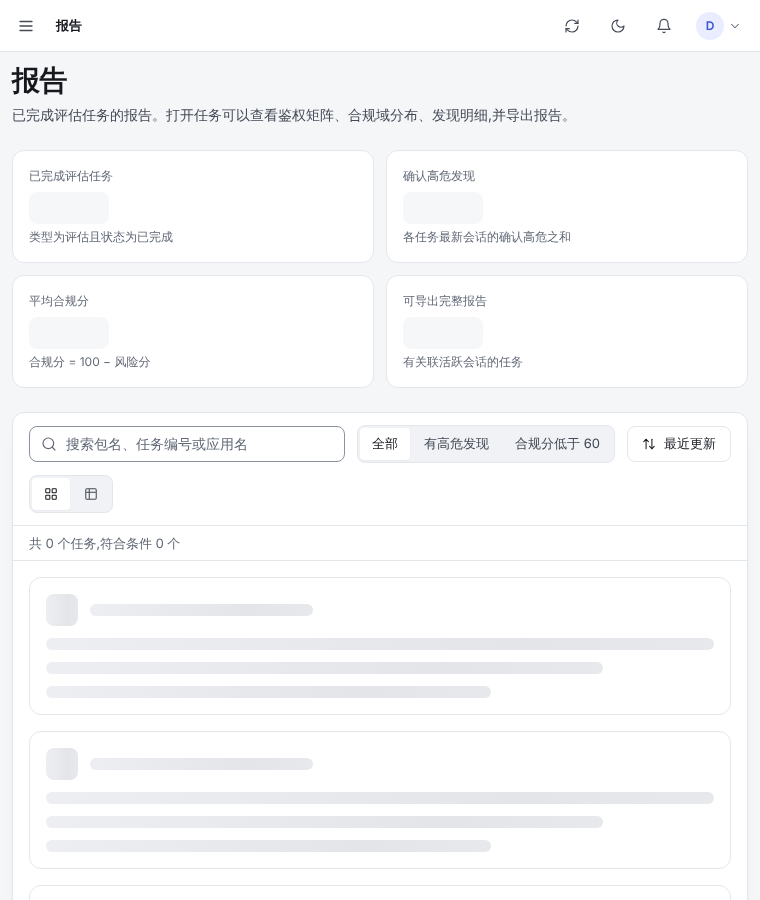 报告
D
报告
已完成评估任务的报告。打开任务可以查看鉴权矩阵、合规域分布、发现明细,并导出报告。
已完成评估任务
类型为评估且状态为已完成
确认高危发现
各任务最新会话的确认高危之和
平均合规分
合规分 = 100 − 风险分
可导出完整报告
有关联活跃会话的任务
搜索包名、任务编号或应用名
全部
有高危发现
合规分低于 60
最近更新
共 0 个任务,符合条件 0 个